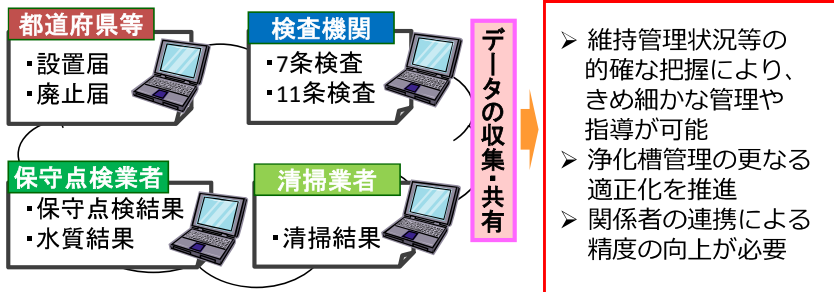 都道府県等
・設置届
・廃止届
検査機関
・7条検査
・11条検査
保守点検業者
・保守点検結果
・水質結果
清掃業者
・清掃結果
データの収集・共有
➢ 維持管理状況等の
的確な把握により、
きめ細かな管理や
指導が可能
➢ 浄化槽管理の更なる
適正化を推進
➢ 関係者の連携による
精度の向上が必要